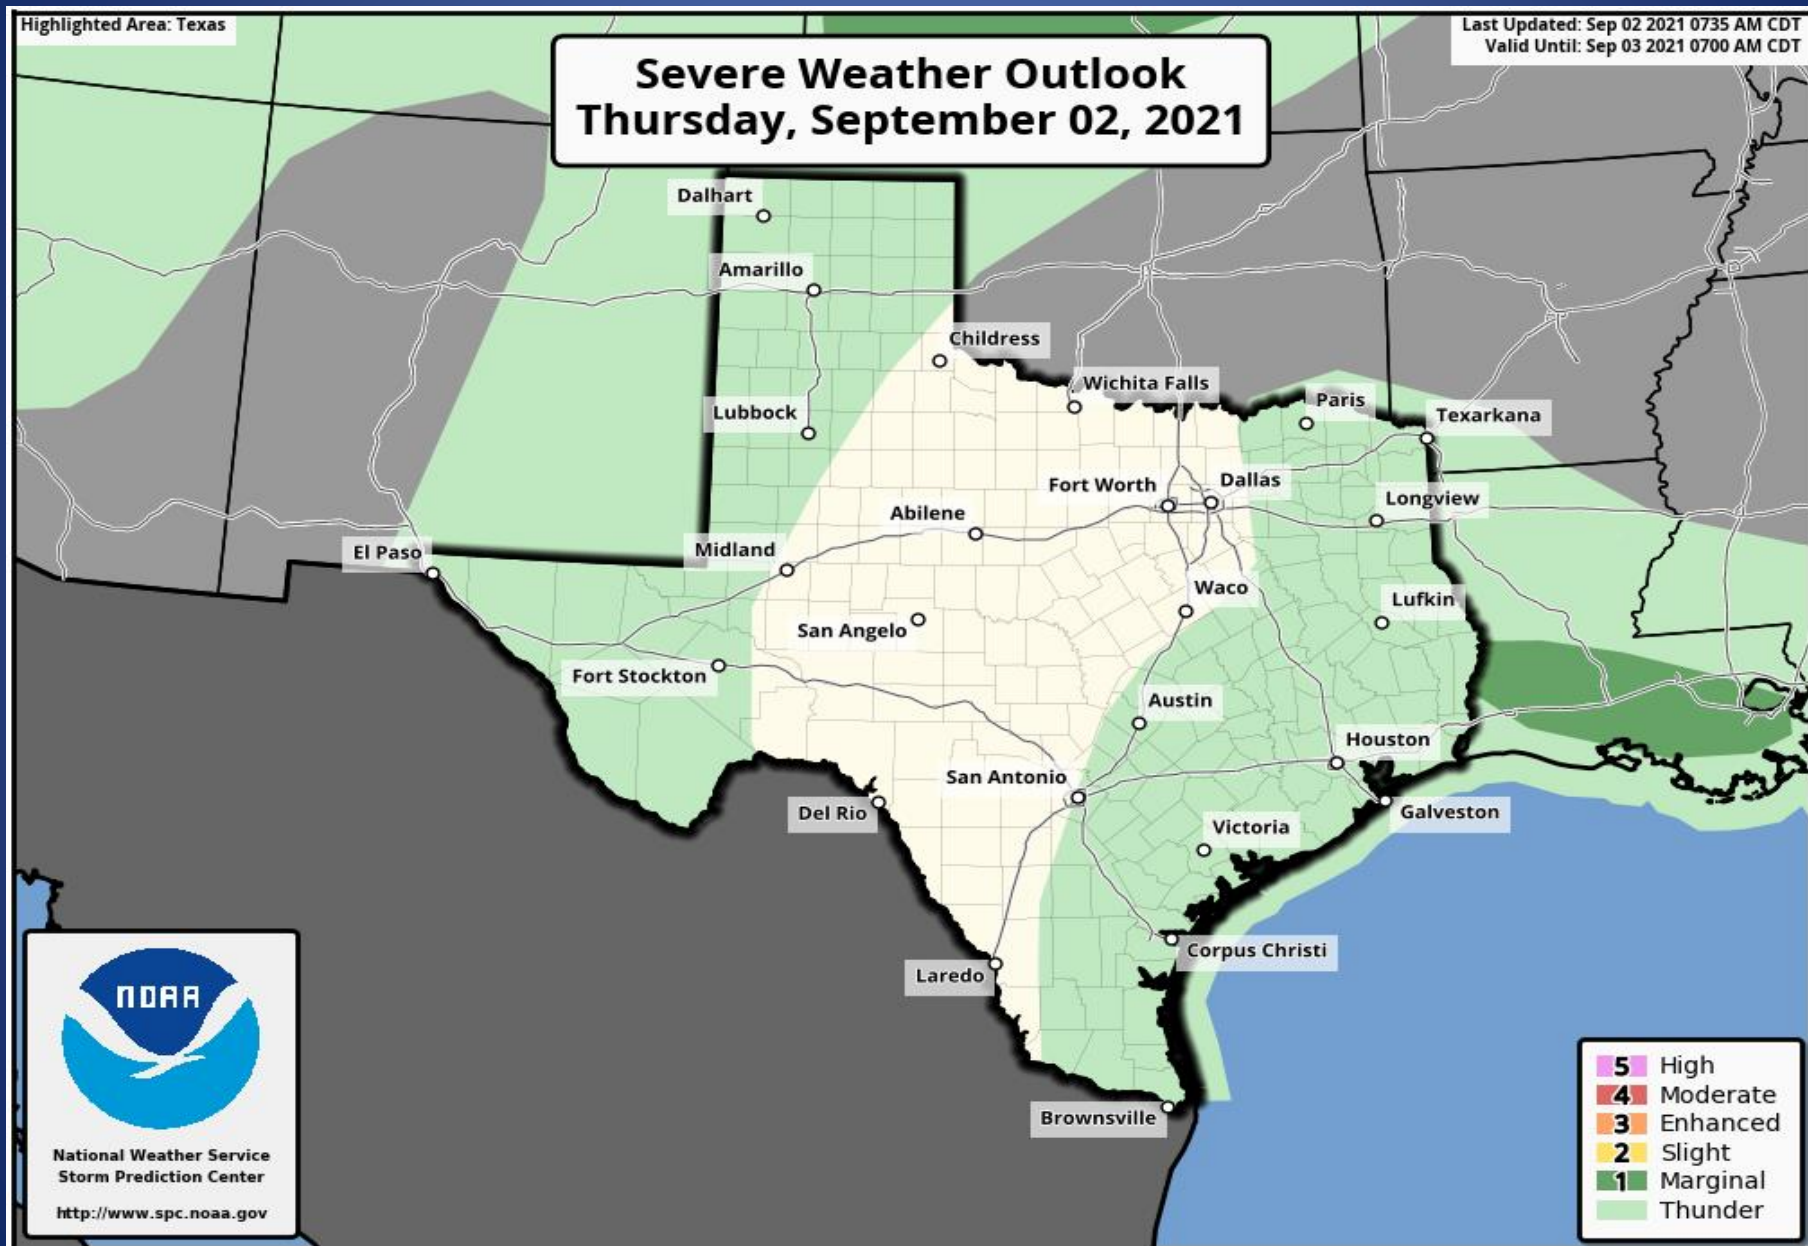 Highlighted Area: Texas
Last Updated: Sep 02 2021 0735 AM CDT
Valid Until: Sep 03 2021 0700 AM CDT
Severe Weather Outlook
Thursday, September 02, 2021
Dalhart
Amarillo
Childress
Wichita Falls
Paris
Lubbock
Texarkana
Fort Worth
Dallas
Longview
Abilene
El Paso
Midland
Waco
Lufkin
San Angelo
Fort Stockton
Austin
Houston
San Antonio
Del Rio
Galveston
Victoria
Corpus Christi
Laredo
Brownsville
NOAA
National Weather Service
Storm Prediction Center
http://www.spc.noaa.gov
5 High
4 Moderate
3 Enhanced
2 Slight
1 Marginal
Thunder